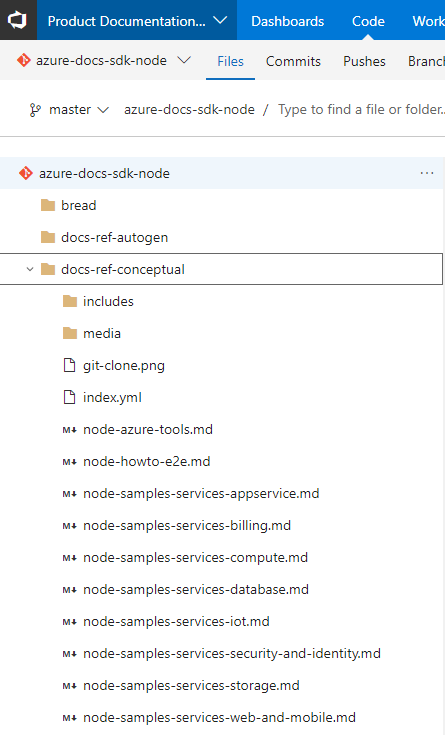 Product Documentation... Dashboards Code Work
azure-docs-sdk-node Files Commits Pushes Branch
master azure-docs-sdk-node / Type to find a file or folder...
azure-docs-sdk-node ...
bread
docs-ref-autogen
docs-ref-conceptual
includes
media
git-clone.png
index.yml
M↓ node-azure-tools.md
M↓ node-howto-e2e.md
M↓ node-samples-services-appservice.md
M↓ node-samples-services-billing.md
M↓ node-samples-services-compute.md
M↓ node-samples-services-database.md
M↓ node-samples-services-iot.md
M↓ node-samples-services-security-and-identity.md
M↓ node-samples-services-storage.md
M↓ node-samples-services-web-and-mobile.md